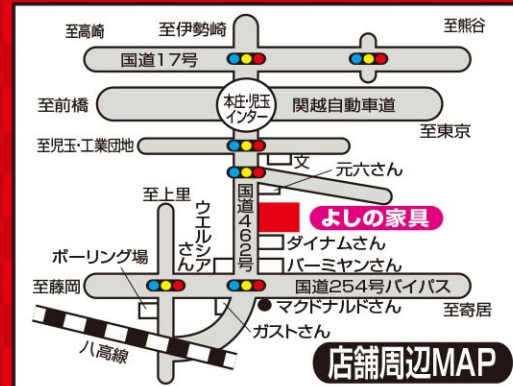 至高崎
至伊勢崎
至熊谷
国道17号
至前橋
本庄・児玉
インター
関越自動車道
至東京
至児玉・工業団地
文
元六さん
至上里
国道462号
よしの家具
ウエルシア
さん
ダイナムさん
ボーリング場
バーミヤンさん
至藤岡
国道254号バイパス
マクドナルドさん
至寄居
ガストさん
八高線
店舗周辺MAP